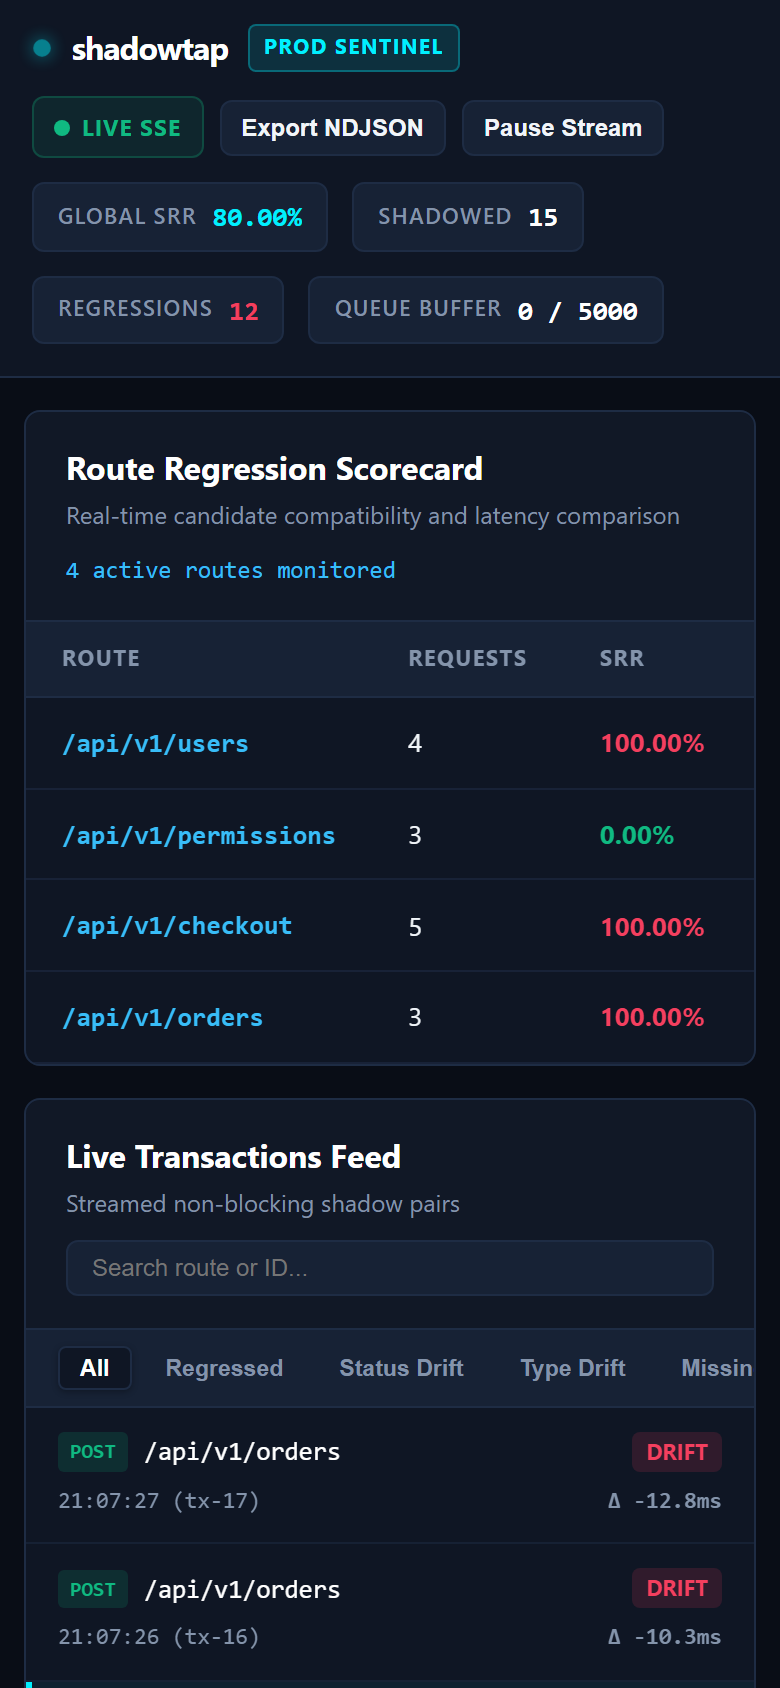 shadowtap PROD SENTINEL
LIVE SSE Export NDJSON Pause Stream
GLOBAL SRR 80.00% SHADOWED 15
REGRESSIONS 12 QUEUE BUFFER 0 / 5000
Route Regression Scorecard
Real-time candidate compatibility and latency comparison
4 active routes monitored
ROUTE REQUESTS SRR
/api/v1/users 4 100.00%
/api/v1/permissions 3 0.00%
/api/v1/checkout 5 100.00%
/api/v1/orders 3 100.00%
Live Transactions Feed
Streamed non-blocking shadow pairs
Search route or ID...
All Regressed Status Drift Type Drift Missin
POST /api/v1/orders DRIFT
21:07:27 (tx-17) Δ -12.8ms
POST /api/v1/orders DRIFT
21:07:26 (tx-16) Δ -10.3ms